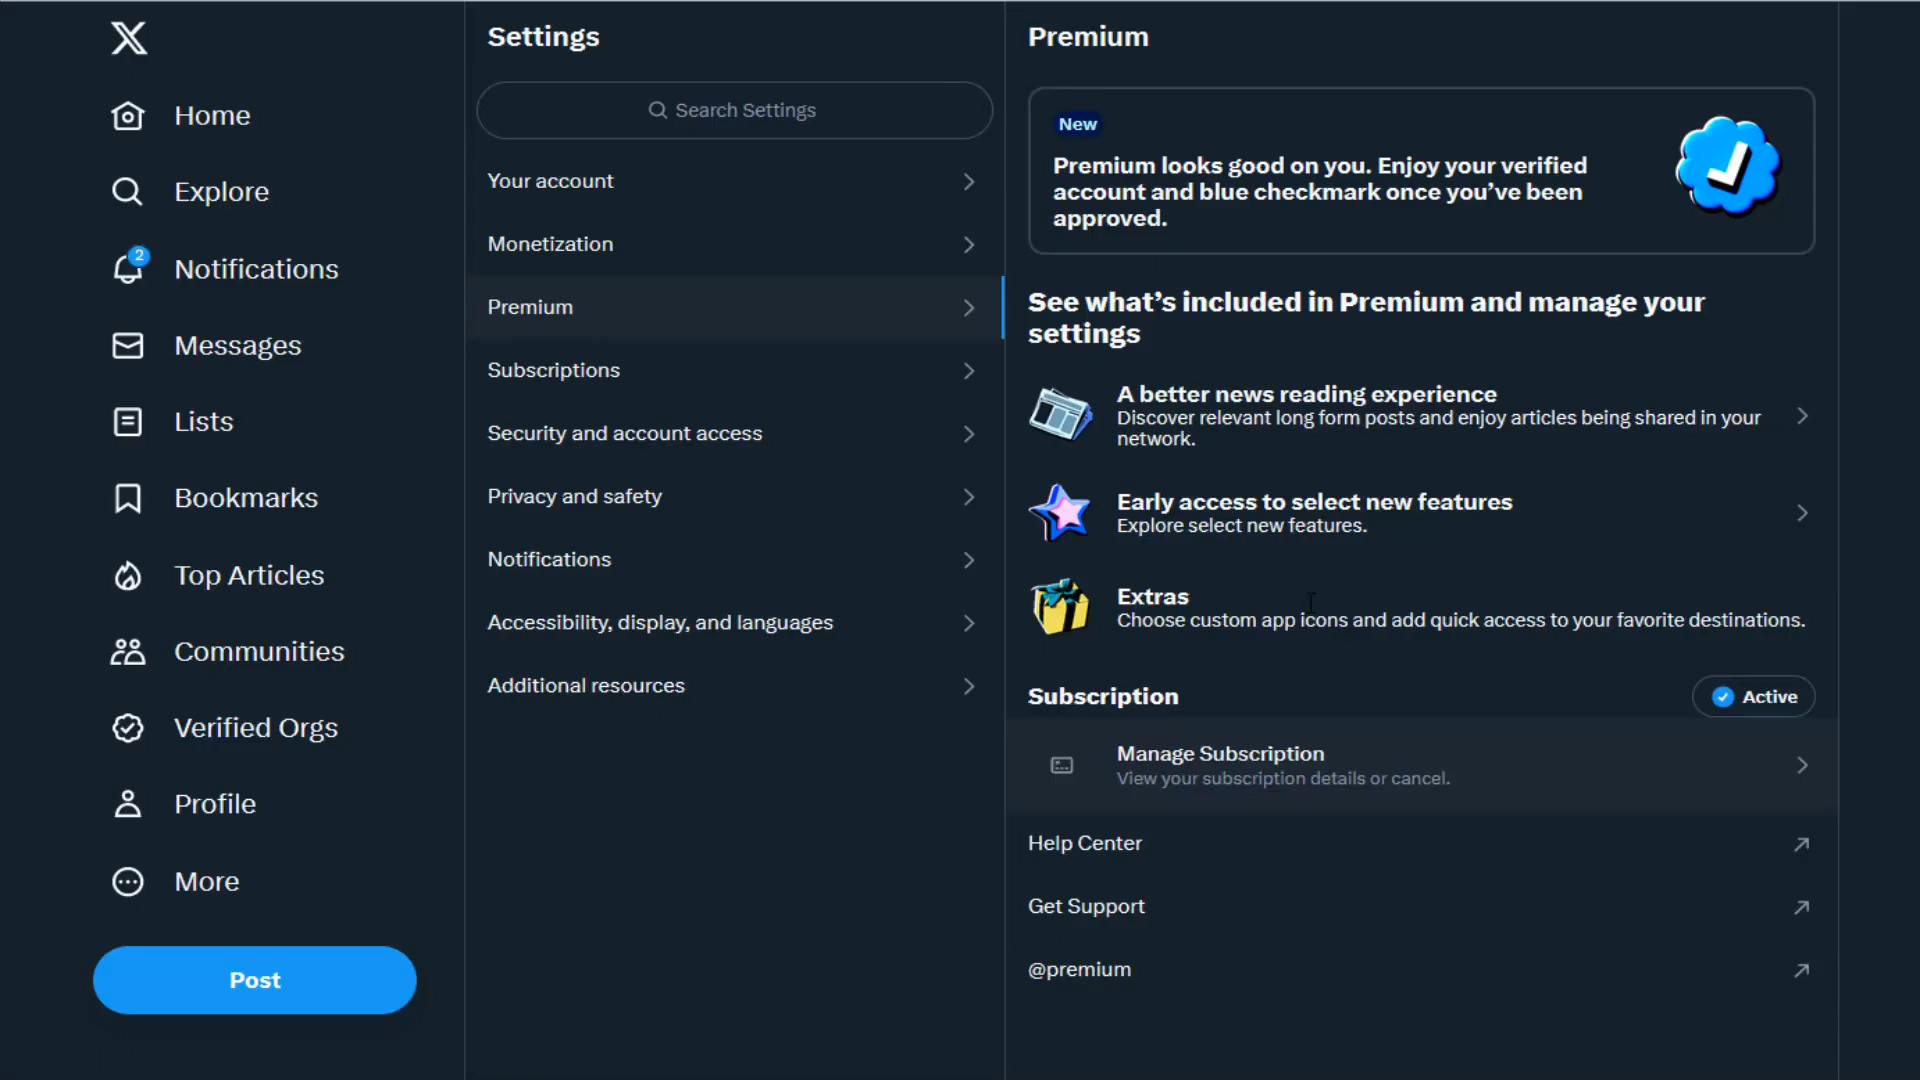 Home
Explore
2
Notifications
Messages
Lists
Bookmarks
Top Articles
Communities
Verified Orgs
Profile
More
Post
Settings
Search Settings
Your account
Monetization
Premium
Subscriptions
Security and account access
Privacy and safety
Notifications
Accessibility, display, and languages
Additional resources
Premium
New
Premium looks good on you. Enjoy your verified
account and blue checkmark once you’ve been
approved.
See what’s included in Premium and manage your
settings
A better news reading experience
Discover relevant long form posts and enjoy articles being shared in your
network.
Early access to select new features
Explore select new features.
Extras
Choose custom app icons and add quick access to your favorite destinations.
Subscription
Active
Manage Subscription
View your subscription details or cancel.
Help Center
Get Support
@premium